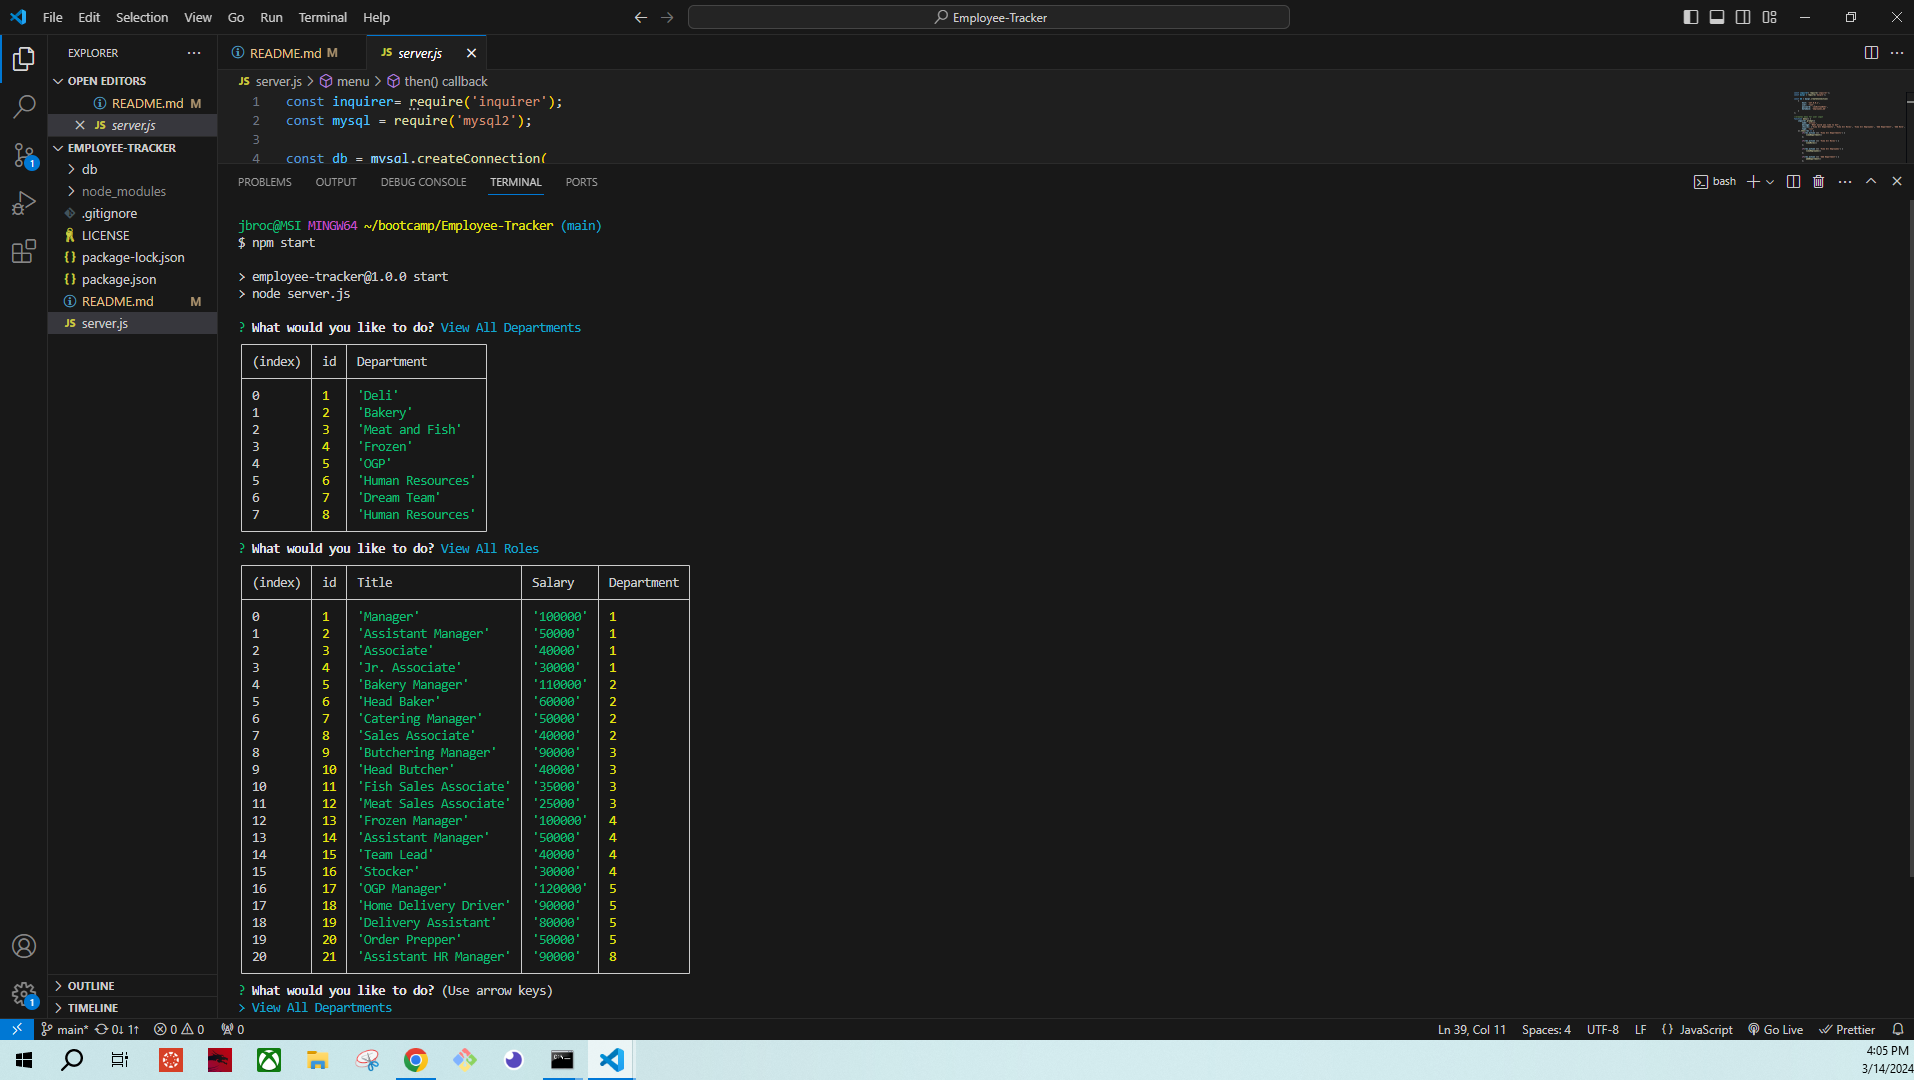 File Edit Selection View Go Run Terminal Help
Employee-Tracker
EXPLORER
OPEN EDITORS
README.md M
JS server.js
EMPLOYEE-TRACKER
db
node_modules
.gitignore
LICENSE
package-lock.json
package.json
README.md M
JS server.js
OUTLINE
TIMELINE
README.md M
JS server.js
JS server.js > menu > then() callback
1 const inquirer= require('inquirer');
2 const mysql = require('mysql2');
3
4 const db = mysql.createConnection(
PROBLEMS OUTPUT DEBUG CONSOLE TERMINAL PORTS
bash
jbroc@MSI MINGW64 ~/bootcamp/Employee-Tracker (main)
$ npm start
> employee-tracker@1.0.0 start
> node server.js
? What would you like to do? View All Departments
(index) id Department
0 1 'Deli'
1 2 'Bakery'
2 3 'Meat and Fish'
3 4 'Frozen'
4 5 'OGP'
5 6 'Human Resources'
6 7 'Dream Team'
7 8 'Human Resources'
? What would you like to do? View All Roles
(index) id Title Salary Department
0 1 'Manager' '100000' 1
1 2 'Assistant Manager' '50000' 1
2 3 'Associate' '40000' 1
3 4 'Jr. Associate' '30000' 1
4 5 'Bakery Manager' '110000' 2
5 6 'Head Baker' '60000' 2
6 7 'Catering Manager' '50000' 2
7 8 'Sales Associate' '40000' 2
8 9 'Butchering Manager' '90000' 3
9 10 'Head Butcher' '40000' 3
10 11 'Fish Sales Associate' '35000' 3
11 12 'Meat Sales Associate' '25000' 3
12 13 'Frozen Manager' '100000' 4
13 14 'Assistant Manager' '50000' 4
14 15 'Team Lead' '40000' 4
15 16 'Stocker' '30000' 4
16 17 'OGP Manager' '120000' 5
17 18 'Home Delivery Driver' '90000' 5
18 19 'Delivery Assistant' '80000' 5
19 20 'Order Prepper' '50000' 5
20 21 'Assistant HR Manager' '90000' 8
? What would you like to do? (Use arrow keys)
> View All Departments
main* 0↓ 1↑ 0 0 0
Ln 39, Col 11 Spaces: 4 UTF-8 LF {} JavaScript Go Live Prettier
4:05 PM
3/14/2024